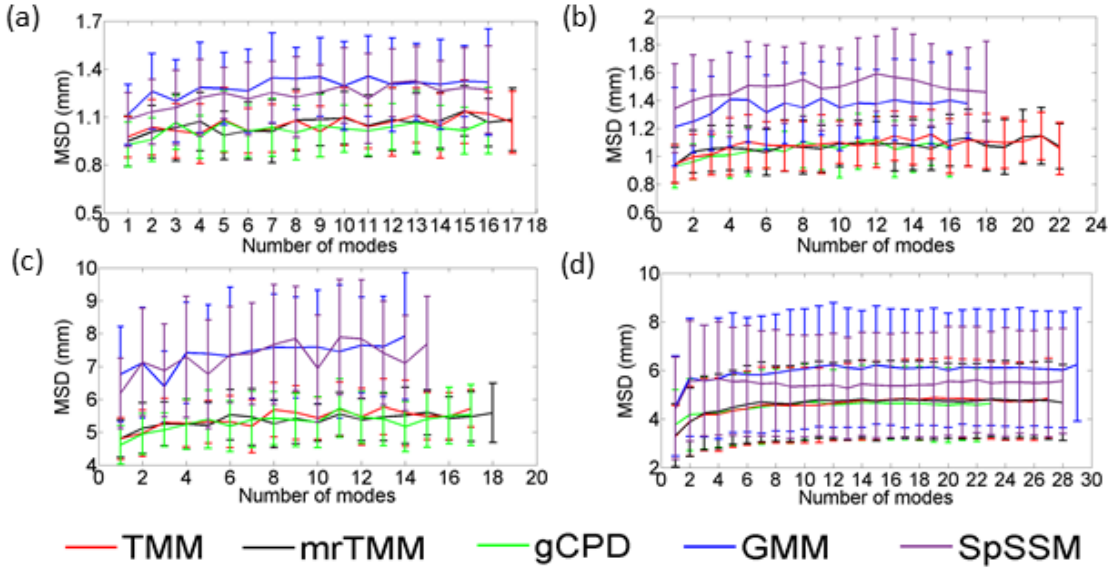 (a)
1.7
1.4
1.1
0.8
0.5
MSD (mm)
0 1 2 3 4 5 6 7 8 9 10 11 12 13 14 15 16 17 18
Number of modes
(b)
2
1.8
1.6
1.4
1.2
1
0.8
0.6
MSD (mm)
0 2 4 6 8 10 12 14 16 18 20 22 24
Number of modes
(c)
10
9
8
7
6
5
4
MSD (mm)
0 2 4 6 8 10 12 14 16 18 20
Number of modes
(d)
10
8
6
4
2
MSD (mm)
0 2 4 6 8 10 12 14 16 18 20 22 24 26 28 30
Number of modes
TMM mrTMM gCPD GMM SpSSM